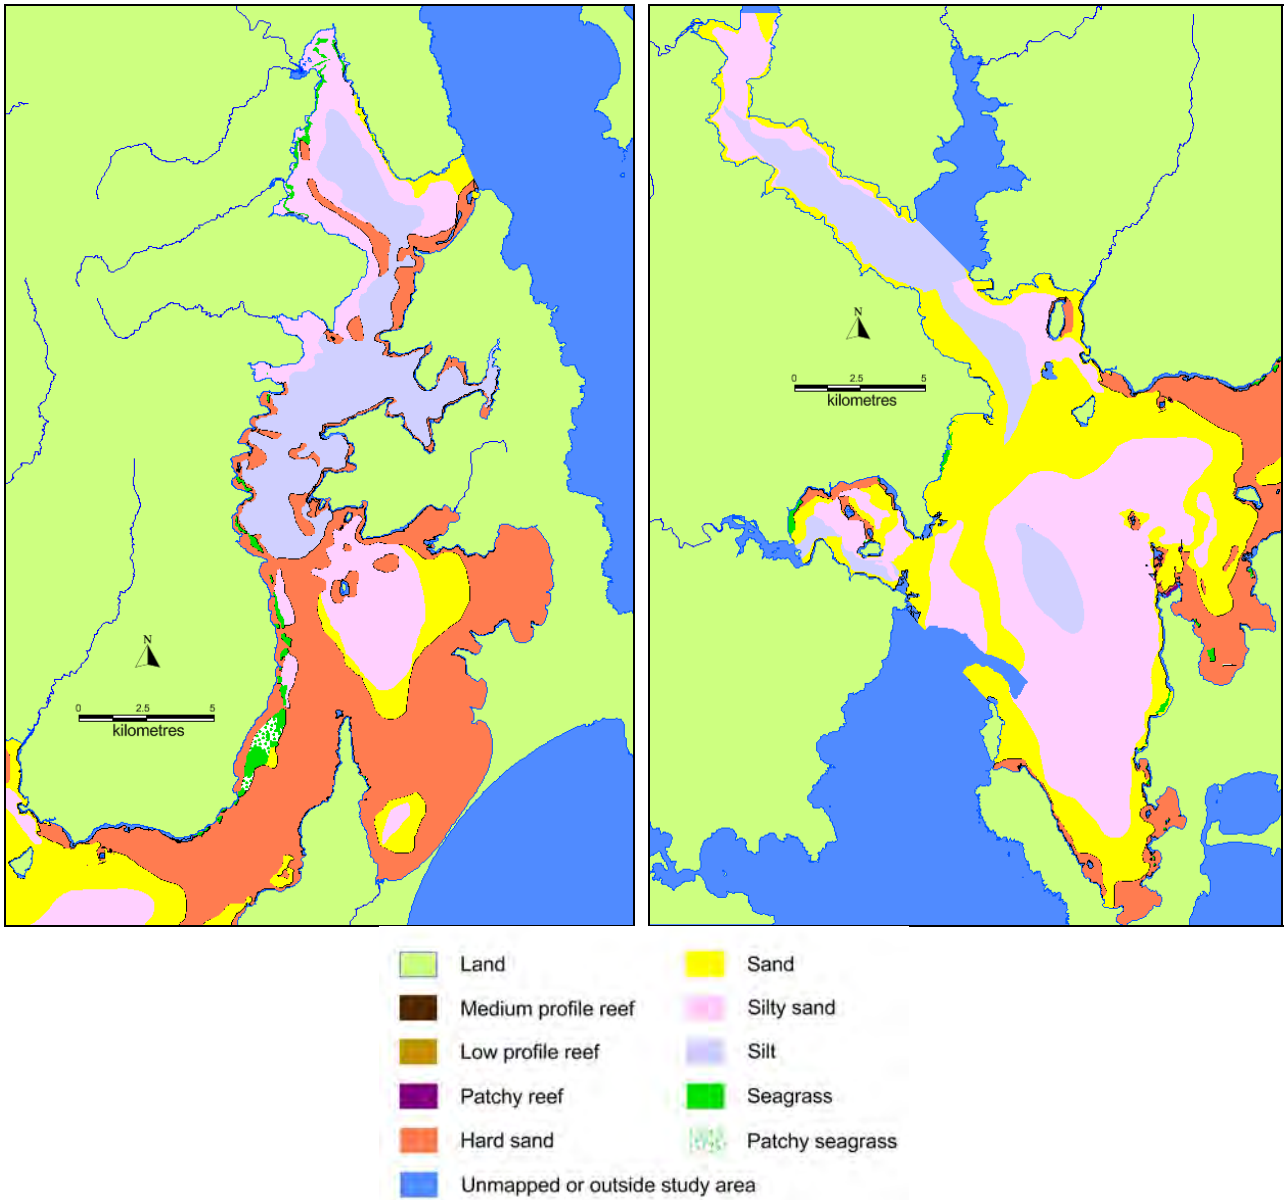 N
0 2.5 5
kilometres
N
0 2.5 5
kilometres
Land
Medium profile reef
Low profile reef
Patchy reef
Hard sand
Unmapped or outside study area
Sand
Silty sand
Silt
Seagrass
Patchy seagrass